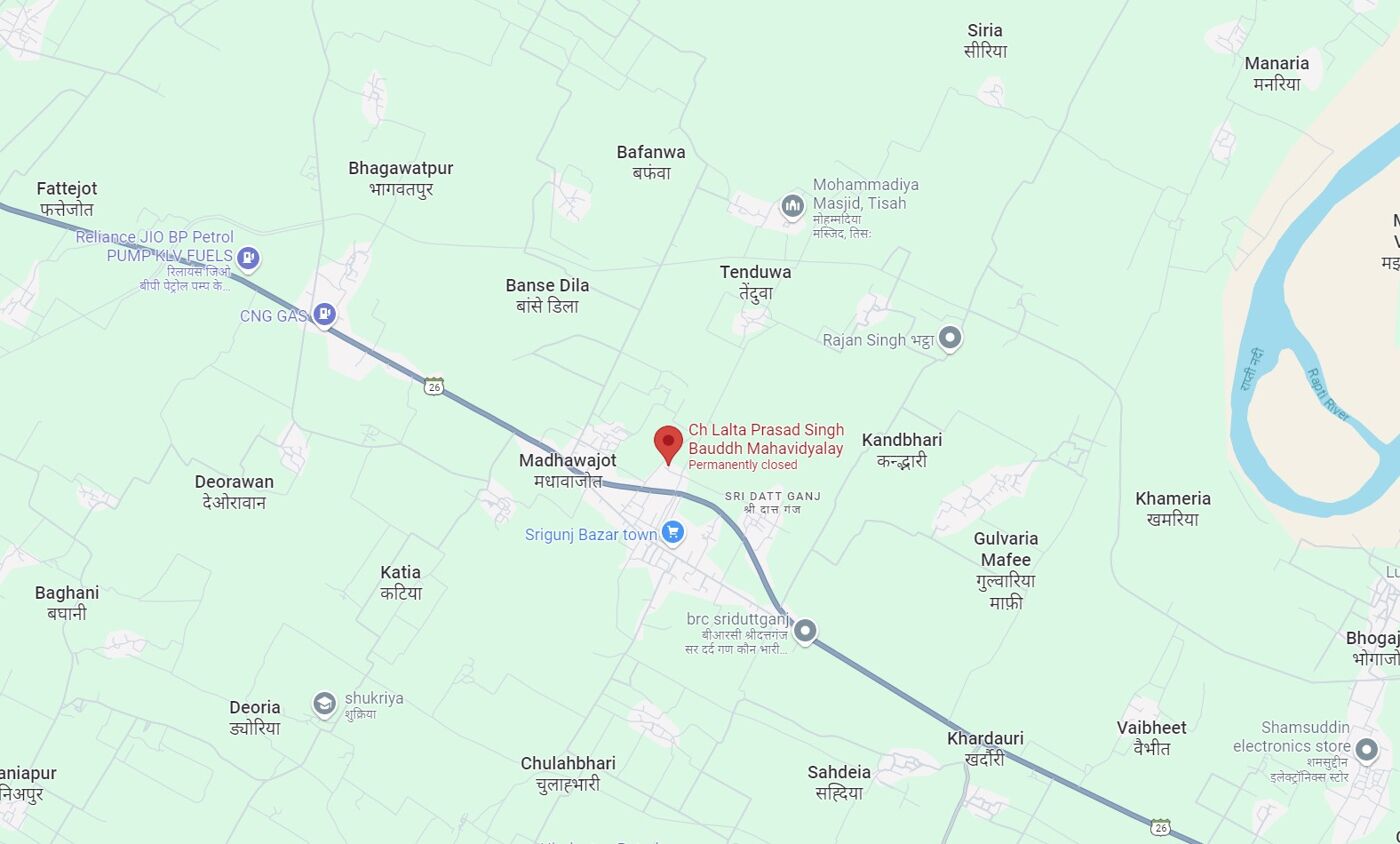 Siria
सीरिया
Manaria
मनरिया
Bafanwa
बफंवा
Bhagawatpur
भागवतपुर
Fattejot
फत्तेजोत
Mohammadiya
Masjid, Tisah
मोहम्मदिया
मस्जिद, तिसः
Reliance JIO BP Petrol
PUMP KLV FUELS
रिलायंस जिओ
बीपी पेट्रोल पम्प के...
CNG GAS
Banse Dila
बांसे डिला
Tenduwa
तेंदुवा
Rajan Singh भट्ठा
राप्ती नदी
Rapti River
26
Ch Lalta Prasad Singh
Bauddh Mahavidyalay
Permanently closed
Kandbhari
कन्द्भारी
Madhawajot
मधावाजोत
Deorawan
देओरावान
SRI DATT GANJ
श्री दात्त गंज
Khameria
खमरिया
Srigunj Bazar town
Gulvaria
Mafee
गुल्वारिया
माफ़ी
Katia
कटिया
Baghani
बघानी
brc sriduttganj
बीआरसी श्रीदत्तगंज
सर दर्द गण कौन भारी...
Bhogaj
भोगाजो
Deoria
ड्योरिया
shukriya
शुक्रिया
Khardauri
खर्दौरी
Vaibheet
वैभीत
Shamsuddin
electronics store
शमसुद्दीन
इलेक्ट्रॉनिक्स स्टोर
Chulahbhari
चुलाह्भारी
Sahdeia
सह्दिया
aniapur
निअपुर
26